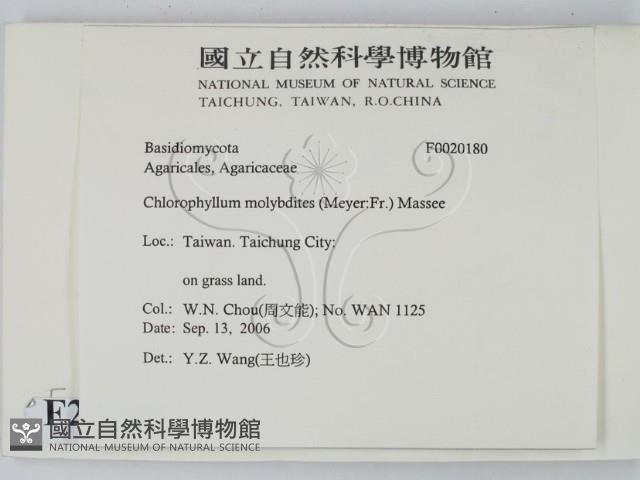 國立自然科學博物館
NATIONAL MUSEUM OF NATURAL SCIENCE
TAICHUNG, TAIWAN, R.O.CHINA
Basidiomycota F0020180
Agaricales, Agaricaceae
Chlorophyllum molybdites (Meyer:Fr.) Massee
Loc.: Taiwan. Taichung City:
on grass land.
Col.: W.N. Chou(周文能); No. WAN 1125
Date: Sep. 13, 2006
Det.: Y.Z. Wang(王也珍)
國立自然科學博物館
NATIONAL MUSEUM OF NATURAL SCIENCE